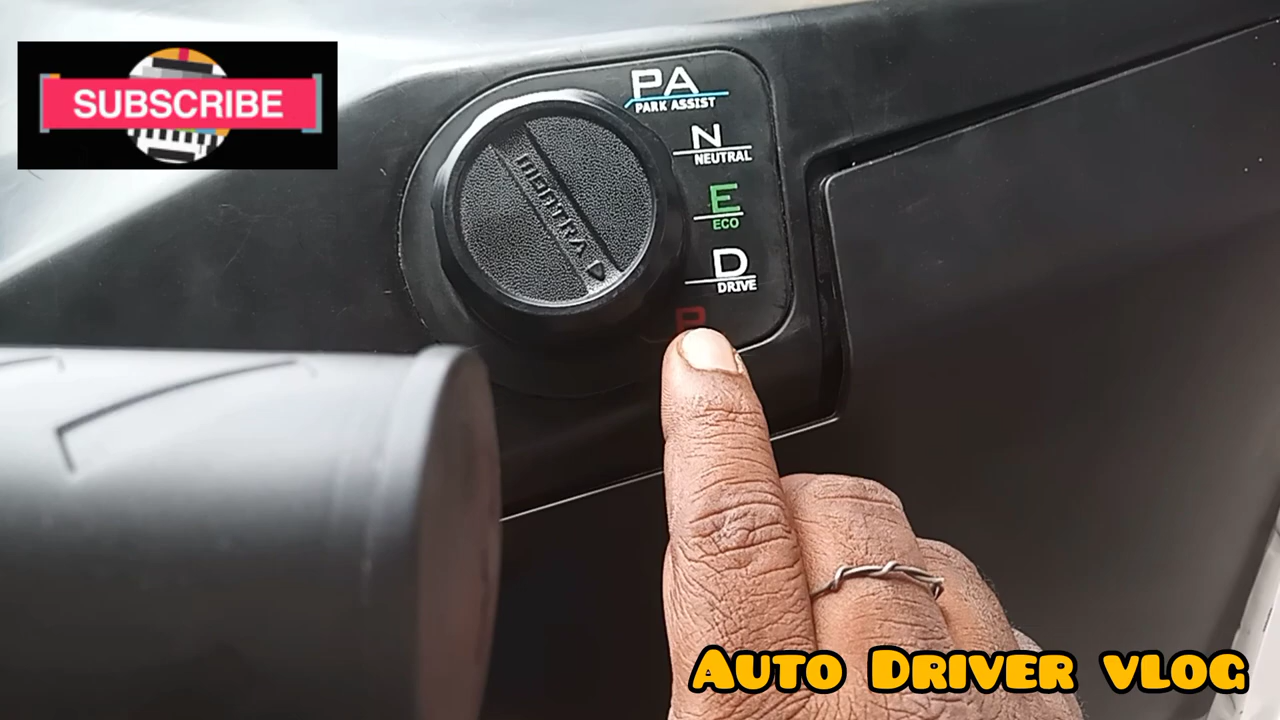 SUBSCRIBE
PA
PARK ASSIST
N
NEUTRAL
E
ECO
D
DRIVE
MONTRA
AUTO DRIVER VLOG